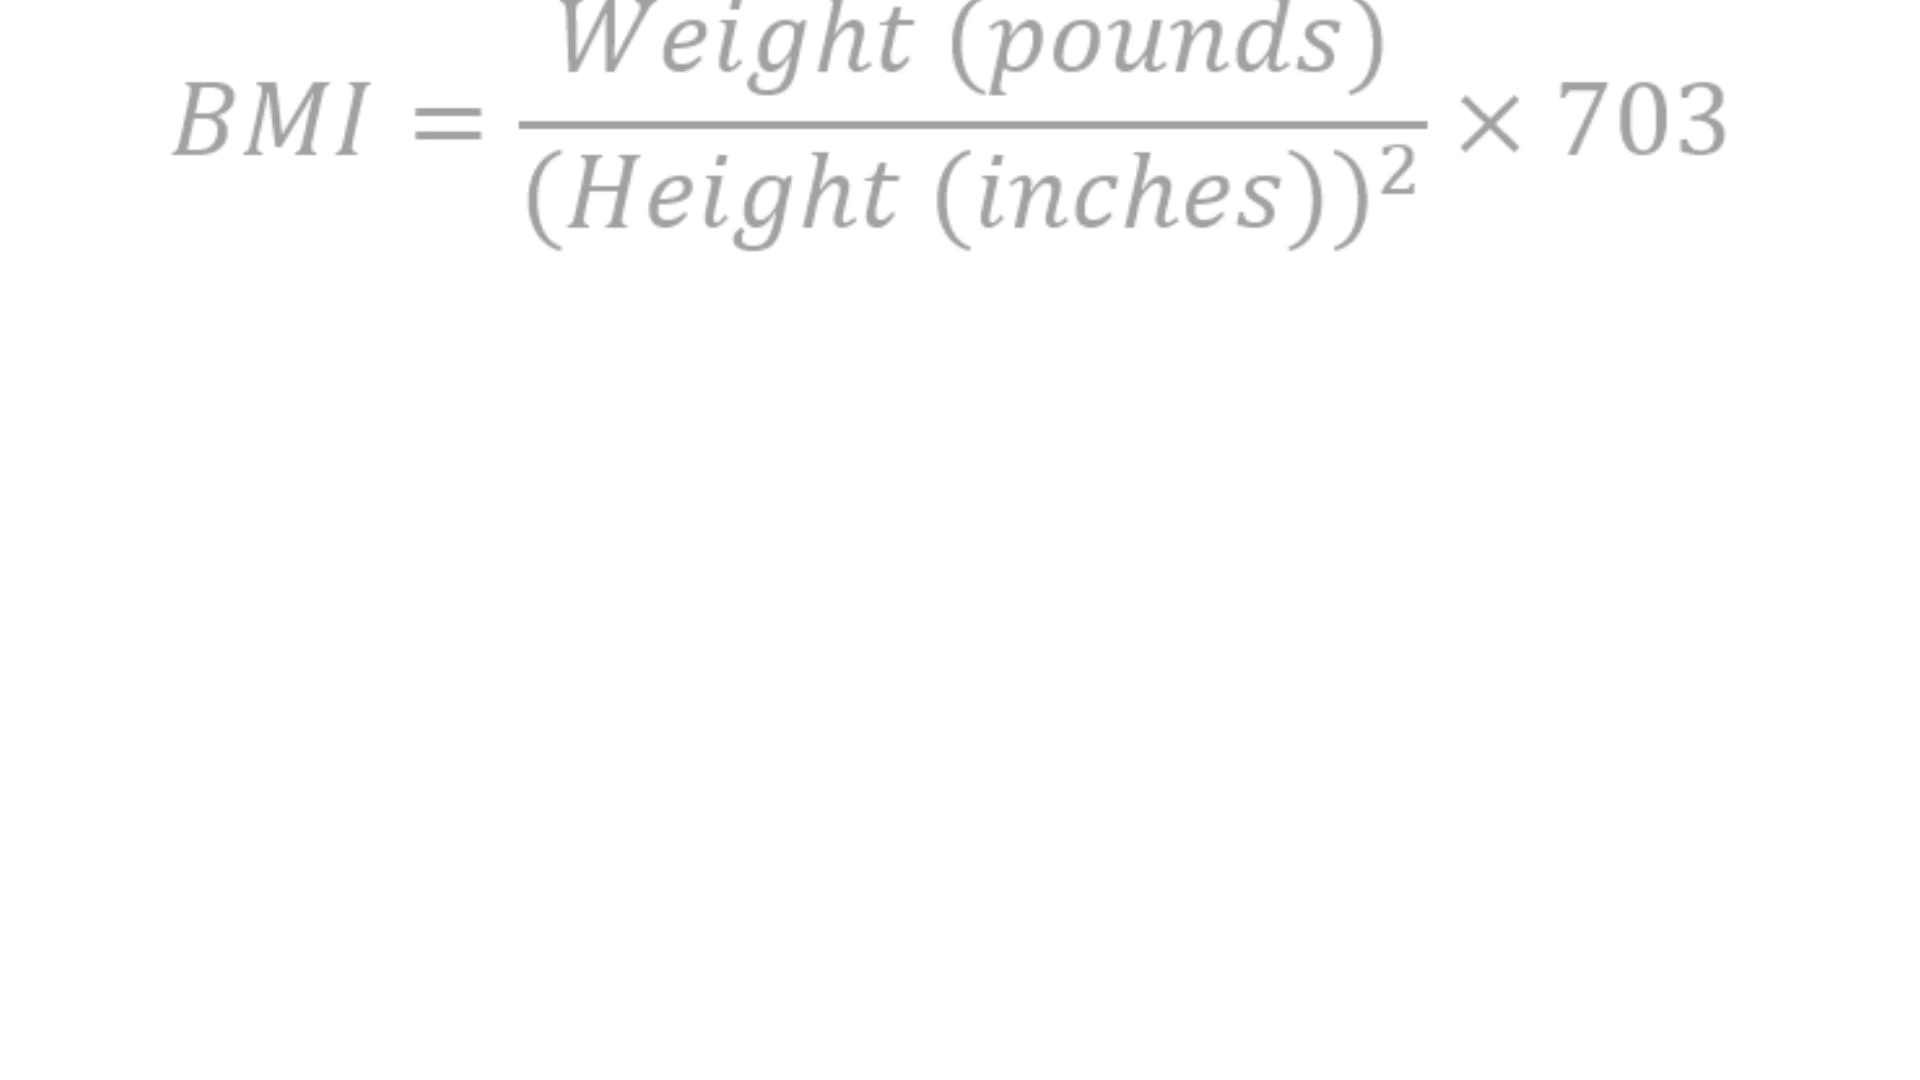 BMI = Weight (pounds) / (Height (inches))² × 703